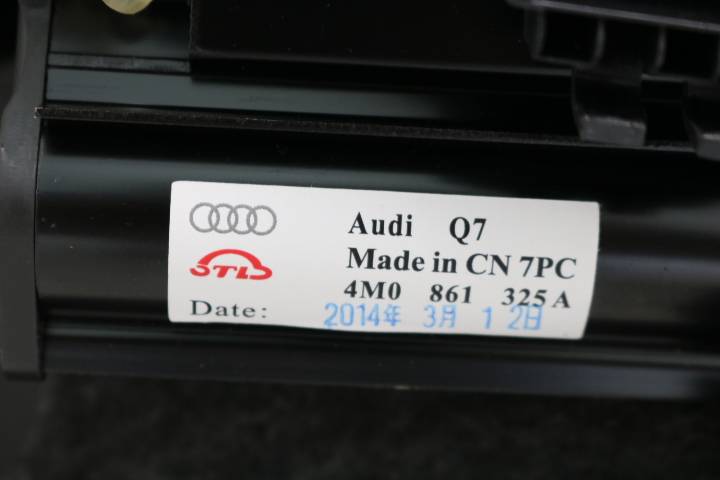 Audi Q7
STL
Made in CN 7PC
4M0 861 325 A
Date: 2014年 3月 1 2日